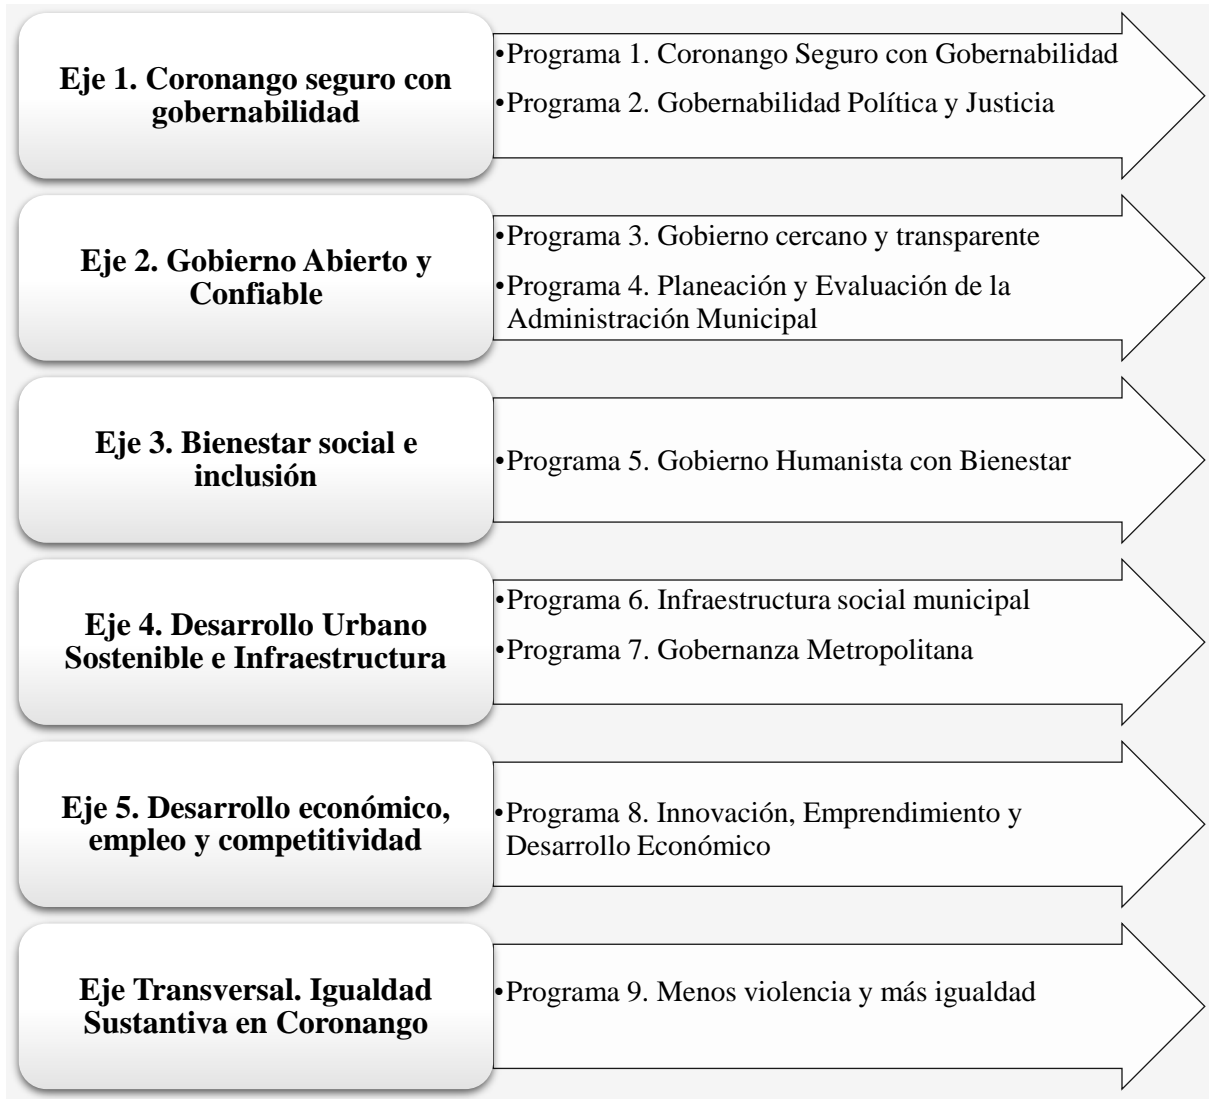 Eje 1. Coronango seguro con
gobernabilidad
•Programa 1. Coronango Seguro con Gobernabilidad
•Programa 2. Gobernabilidad Política y Justicia
Eje 2. Gobierno Abierto y
Confiable
•Programa 3. Gobierno cercano y transparente
•Programa 4. Planeación y Evaluación de la
Administración Municipal
Eje 3. Bienestar social e
inclusión
•Programa 5. Gobierno Humanista con Bienestar
Eje 4. Desarrollo Urbano
Sostenible e Infraestructura
•Programa 6. Infraestructura social municipal
•Programa 7. Gobernanza Metropolitana
Eje 5. Desarrollo económico,
empleo y competitividad
•Programa 8. Innovación, Emprendimiento y
Desarrollo Económico
Eje Transversal. Igualdad
Sustantiva en Coronango
•Programa 9. Menos violencia y más igualdad